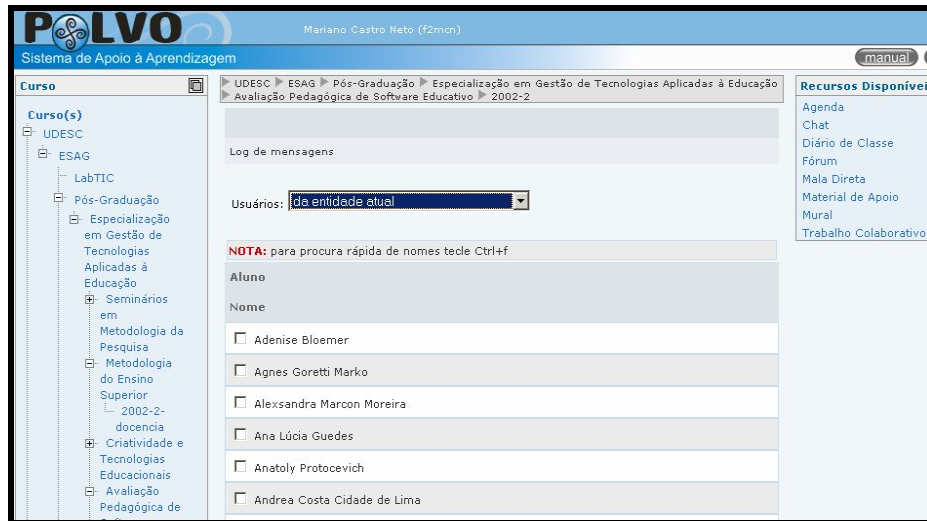 POLVO
Mariano Castro Neto (f2mcn)
Sistema de Apoio à Aprendizagem
manual
Curso
Curso(s)
UDESC
ESAG
LabTIC
Pós-Graduação
Especialização
em Gestão de
Tecnologias
Aplicadas à
Educação
Seminários
em
Metodologia da
Pesquisa
Metodologia
do Ensino
Superior
2002-2-
docencia
Criatividade e
Tecnologias
Educacionais
Avaliação
Pedagógica de
UDESC ESAG Pós-Graduação Especialização em Gestão de Tecnologias Aplicadas à Educação
Avaliação Pedagógica de Software Educativo 2002-2
Log de mensagens
Usuários: da entidade atual
NOTA: para procura rápida de nomes tecle Ctrl+f
Aluno
Nome
Adenise Bloemer
Agnes Goretti Marko
Alexsandra Marcon Moreira
Ana Lúcia Guedes
Anatoly Protocevich
Andrea Costa Cidade de Lima
Recursos Disponívei
Agenda
Chat
Diário de Classe
Fórum
Mala Direta
Material de Apoio
Mural
Trabalho Colaborativo